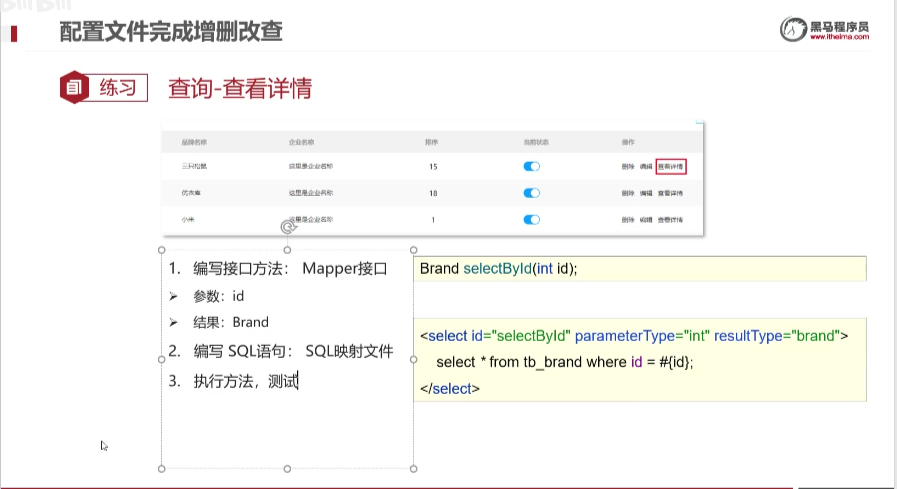 配置文件完成增删改查
黑马程序员
www.itheima.com
练习
查询-查看详情
品牌名称 企业名称 排序 当前状态 操作
三只松鼠 这里是企业名称 15 删除 编辑 查看详情
优衣库 这里是企业名称 18 删除 编辑 查看详情
小米 这里是企业名称 1 删除 编辑 查看详情
1. 编写接口方法： Mapper接口
参数：id
结果：Brand
2. 编写 SQL语句： SQL映射文件
3. 执行方法，测试
Brand selectById(int id);
<select id="selectById" parameterType="int" resultType="brand">
select * from tb_brand where id = #{id};
</select>